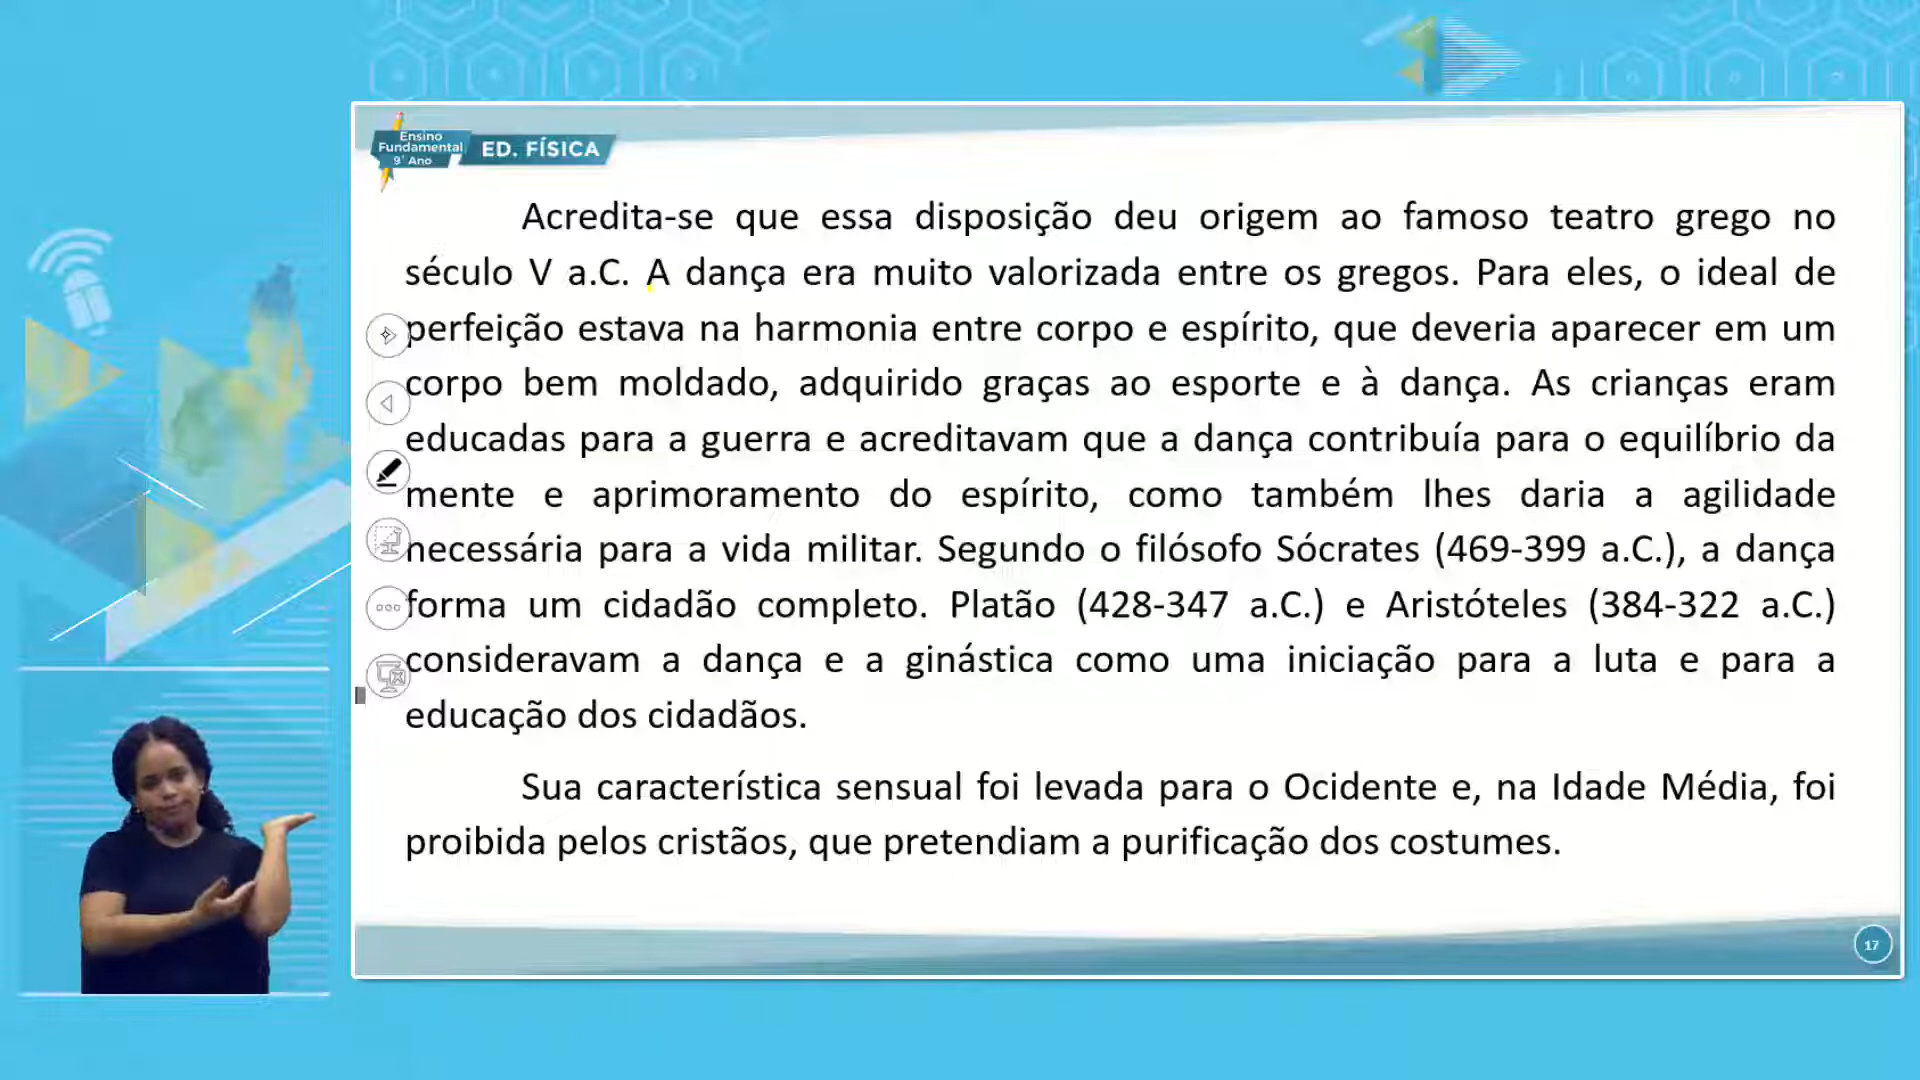 Ensino
Fundamental
9° Ano
ED. FÍSICA
Acredita-se que essa disposição deu origem ao famoso teatro grego no
século V a.C. A dança era muito valorizada entre os gregos. Para eles, o ideal de
perfeição estava na harmonia entre corpo e espírito, que deveria aparecer em um
corpo bem moldado, adquirido graças ao esporte e à dança. As crianças eram
educadas para a guerra e acreditavam que a dança contribuía para o equilíbrio da
mente e aprimoramento do espírito, como também lhes daria a agilidade
necessária para a vida militar. Segundo o filósofo Sócrates (469-399 a.C.), a dança
forma um cidadão completo. Platão (428-347 a.C.) e Aristóteles (384-322 a.C.)
consideravam a dança e a ginástica como uma iniciação para a luta e para a
educação dos cidadãos.
Sua característica sensual foi levada para o Ocidente e, na Idade Média, foi
proibida pelos cristãos, que pretendiam a purificação dos costumes.
17